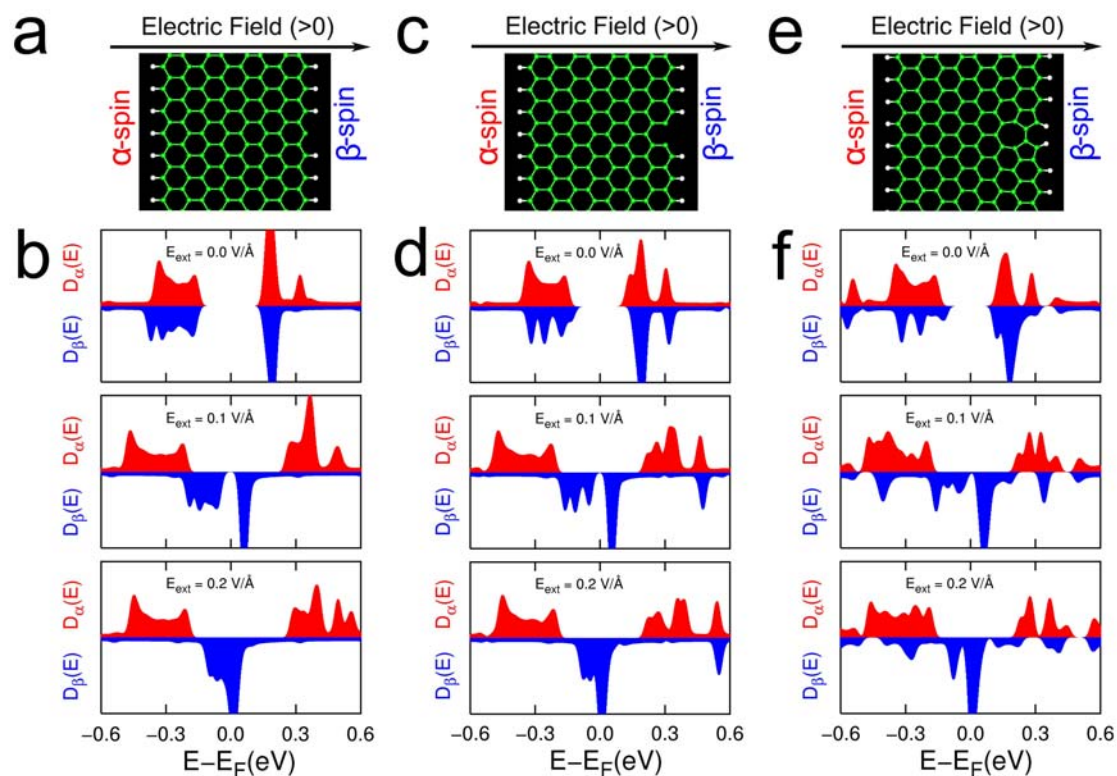 a
Electric Field (>0)
α-spin
β-spin
c
Electric Field (>0)
α-spin
β-spin
e
Electric Field (>0)
α-spin
β-spin
b
Dα(E)
Dβ(E)
Eext = 0.0 V/Å
Dα(E)
Dβ(E)
Eext = 0.1 V/Å
Dα(E)
Dβ(E)
Eext = 0.2 V/Å
−0.6 −0.3 0.0 0.3 0.6
E−EF(eV)
d
Dα(E)
Dβ(E)
Eext = 0.0 V/Å
Dα(E)
Dβ(E)
Eext = 0.1 V/Å
Dα(E)
Dβ(E)
Eext = 0.2 V/Å
−0.6 −0.3 0.0 0.3 0.6
E−EF(eV)
f
Dα(E)
Dβ(E)
Eext = 0.0 V/Å
Dα(E)
Dβ(E)
Eext = 0.1 V/Å
Dα(E)
Dβ(E)
Eext = 0.2 V/Å
−0.6 −0.3 0.0 0.3 0.6
E−EF(eV)